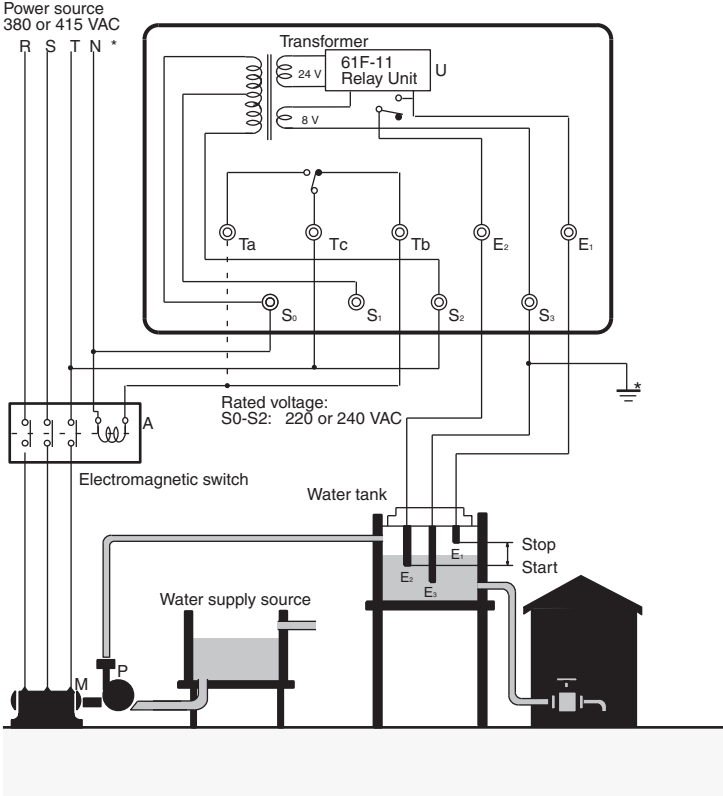 Power source
380 or 415 VAC
R S T N *
Transformer
24 V
61F-11
Relay Unit
U
8 V
Ta
Tc
Tb
E2
E1
S0
S1
S2
S3
*
Rated voltage:
S0-S2: 220 or 240 VAC
A
Electromagnetic switch
Water tank
E1
Stop
Start
E2
E3
Water supply source
P
M